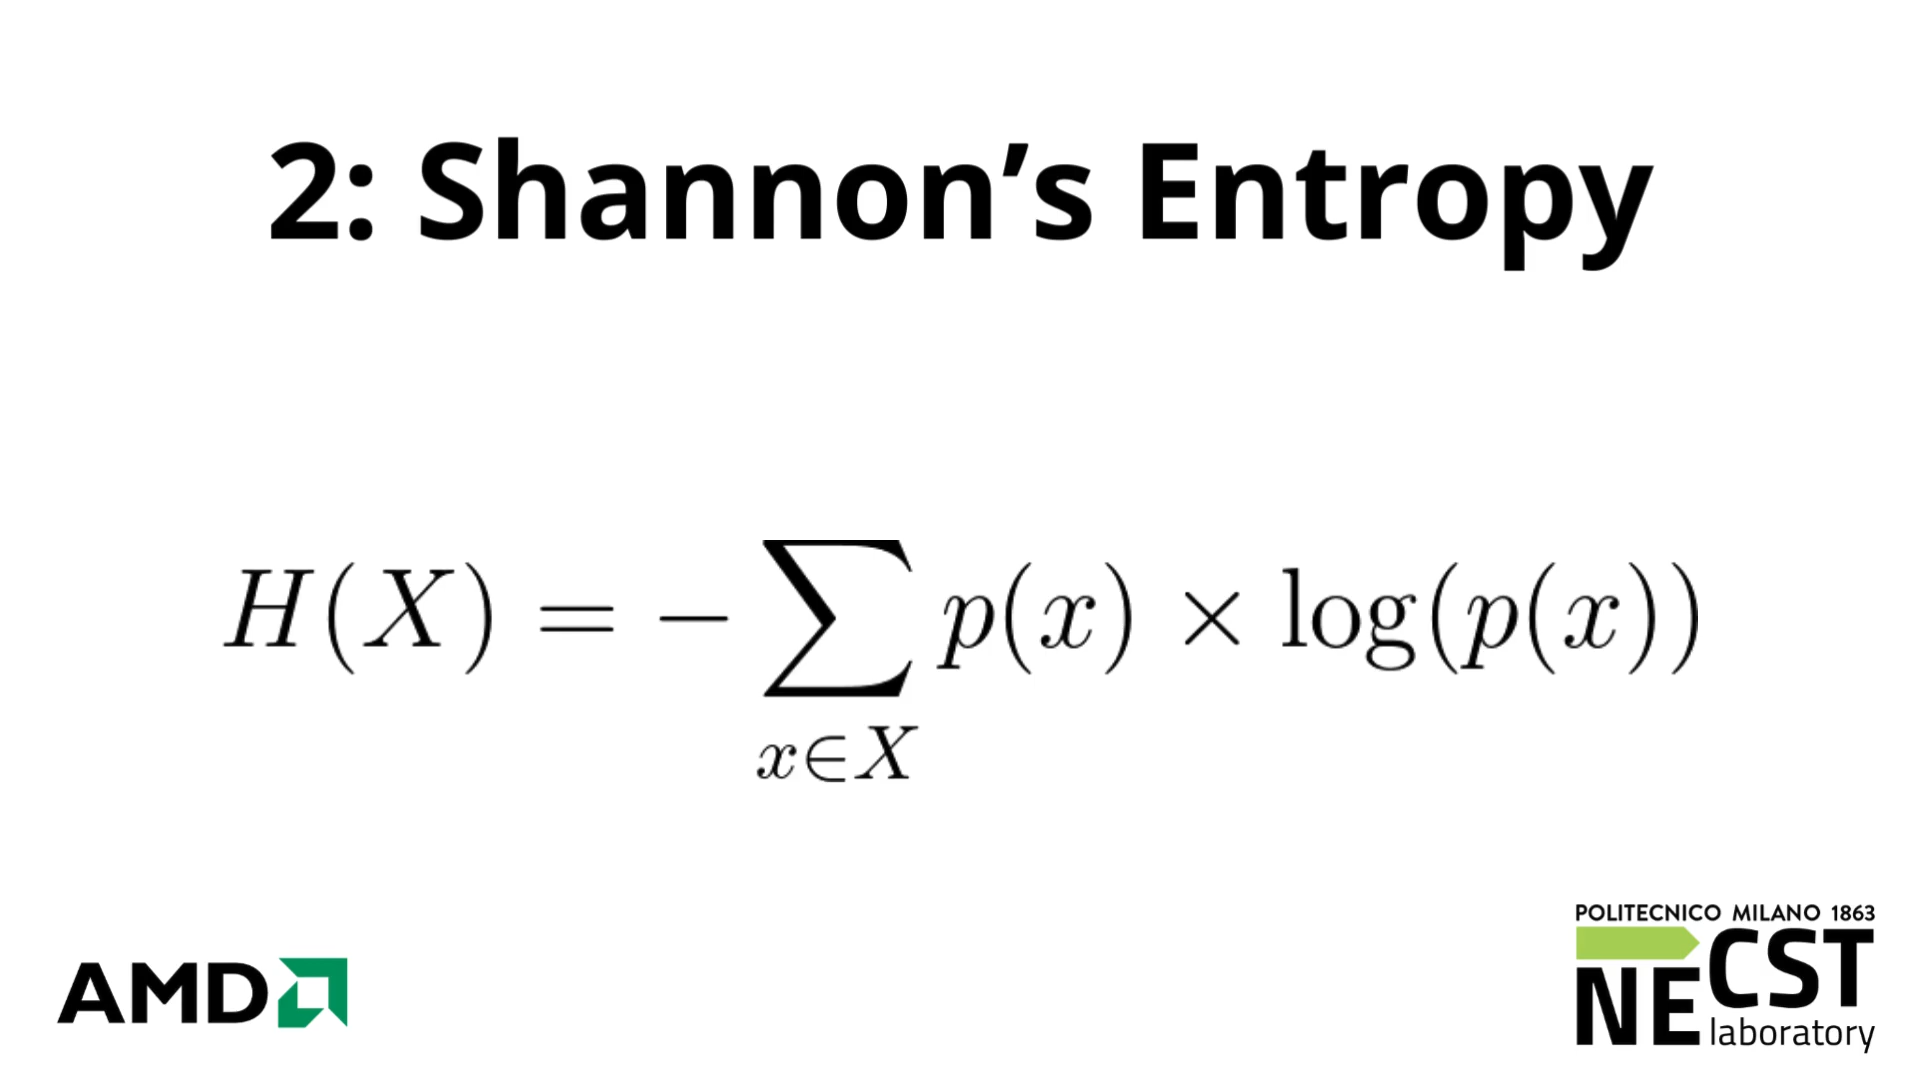 2: Shannon’s Entropy
H(X) = − ∑ p(x) × log(p(x))
x∈X
AMD
POLITECNICO MILANO 1863
NECST
laboratory